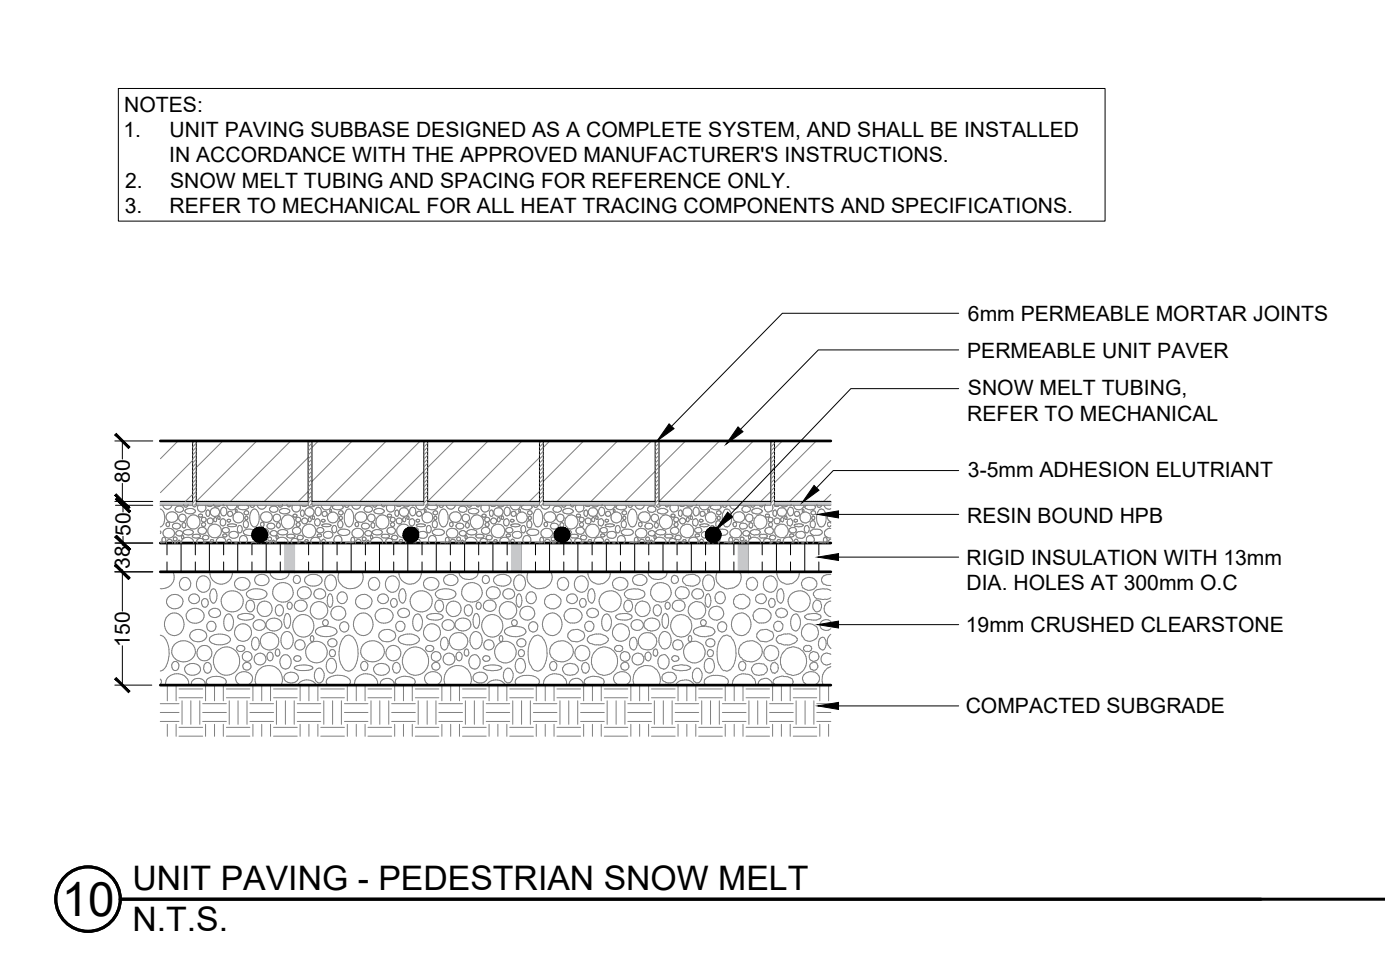 NOTES:
1. UNIT PAVING SUBBASE DESIGNED AS A COMPLETE SYSTEM, AND SHALL BE INSTALLED
IN ACCORDANCE WITH THE APPROVED MANUFACTURER'S INSTRUCTIONS.
2. SNOW MELT TUBING AND SPACING FOR REFERENCE ONLY.
3. REFER TO MECHANICAL FOR ALL HEAT TRACING COMPONENTS AND SPECIFICATIONS.
6mm PERMEABLE MORTAR JOINTS
PERMEABLE UNIT PAVER
SNOW MELT TUBING,
REFER TO MECHANICAL
3-5mm ADHESION ELUTRIANT
RESIN BOUND HPB
RIGID INSULATION WITH 13mm
DIA. HOLES AT 300mm O.C
19mm CRUSHED CLEARSTONE
COMPACTED SUBGRADE
80
50
38
150
10
UNIT PAVING - PEDESTRIAN SNOW MELT
N.T.S.